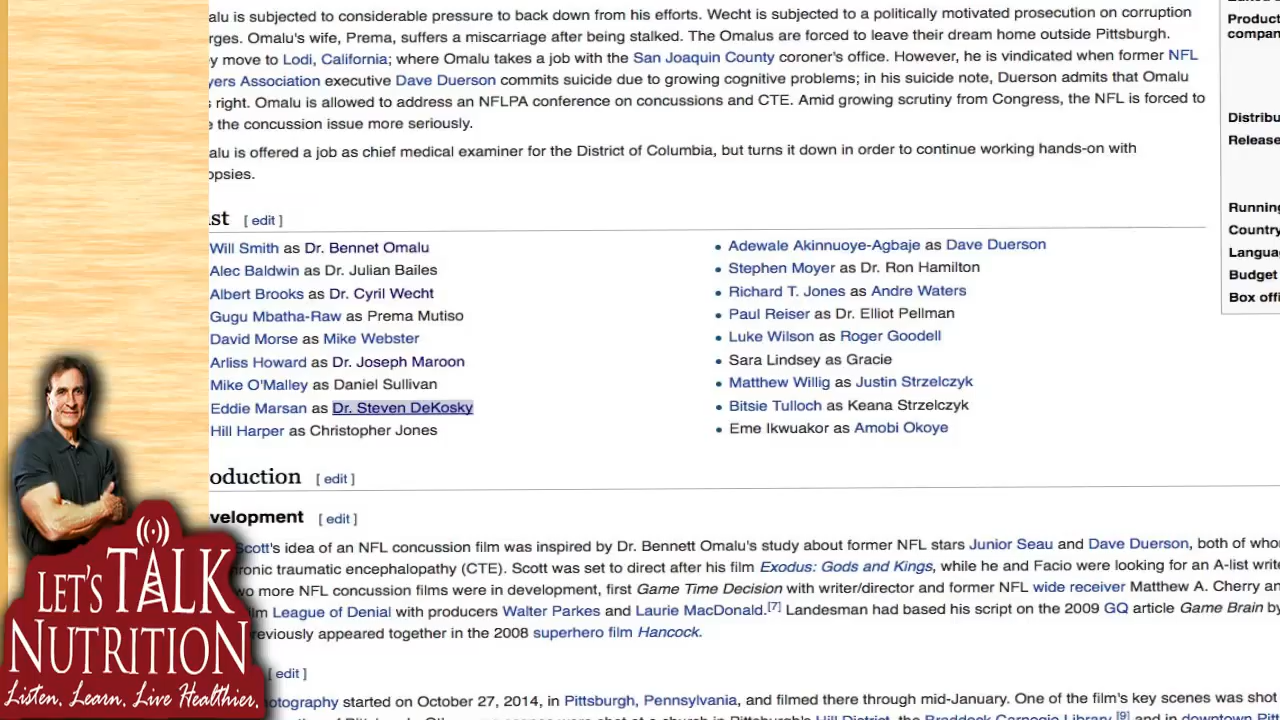 alu is subjected to considerable pressure to back down from his efforts. Wecht is subjected to a politically motivated prosecution on corruption
rges. Omalu's wife, Prema, suffers a miscarriage after being stalked. The Omalus are forced to leave their dream home outside Pittsburgh.
y move to Lodi, California; where Omalu takes a job with the San Joaquin County coroner's office. However, he is vindicated when former NFL
yers Association executive Dave Duerson commits suicide due to growing cognitive problems; in his suicide note, Duerson admits that Omalu
s right. Omalu is allowed to address an NFLPA conference on concussions and CTE. Amid growing scrutiny from Congress, the NFL is forced to
e the concussion issue more seriously.
alu is offered a job as chief medical examiner for the District of Columbia, but turns it down in order to continue working hands-on with
opsies.
st [ edit ]
Will Smith as Dr. Bennet Omalu
Alec Baldwin as Dr. Julian Bailes
Albert Brooks as Dr. Cyril Wecht
Gugu Mbatha-Raw as Prema Mutiso
David Morse as Mike Webster
Arliss Howard as Dr. Joseph Maroon
Mike O'Malley as Daniel Sullivan
Eddie Marsan as Dr. Steven DeKosky
Hill Harper as Christopher Jones
• Adewale Akinnuoye-Agbaje as Dave Duerson
• Stephen Moyer as Dr. Ron Hamilton
• Richard T. Jones as Andre Waters
• Paul Reiser as Dr. Elliot Pellman
• Luke Wilson as Roger Goodell
• Sara Lindsey as Gracie
• Matthew Willig as Justin Strzelczyk
• Bitsie Tulloch as Keana Strzelczyk
• Eme Ikwuakor as Amobi Okoye
oduction [ edit ]
velopment [ edit ]
Scott's idea of an NFL concussion film was inspired by Dr. Bennett Omalu's study about former NFL stars Junior Seau and Dave Duerson, both of who
ronic traumatic encephalopathy (CTE). Scott was set to direct after his film Exodus: Gods and Kings, while he and Facio were looking for an A-list write
wo more NFL concussion films were in development, first Game Time Decision with writer/director and former NFL wide receiver Matthew A. Cherry an
ilm League of Denial with producers Walter Parkes and Laurie MacDonald.[7] Landesman had based his script on the 2009 GQ article Game Brain by
reviously appeared together in the 2008 superhero film Hancock.
[ edit ]
otography started on October 27, 2014, in Pittsburgh, Pennsylvania, and filmed there through mid-January. One of the film's key scenes was shot
Pittsburgh's Hill District, the Braddock Carnegie Library,[9] and in downtown
Product
compan
Distribu
Release
Running
Country
Langua
Budget
Box offi
LET'S TALK
NUTRITION
Listen. Learn. Live Healthier.